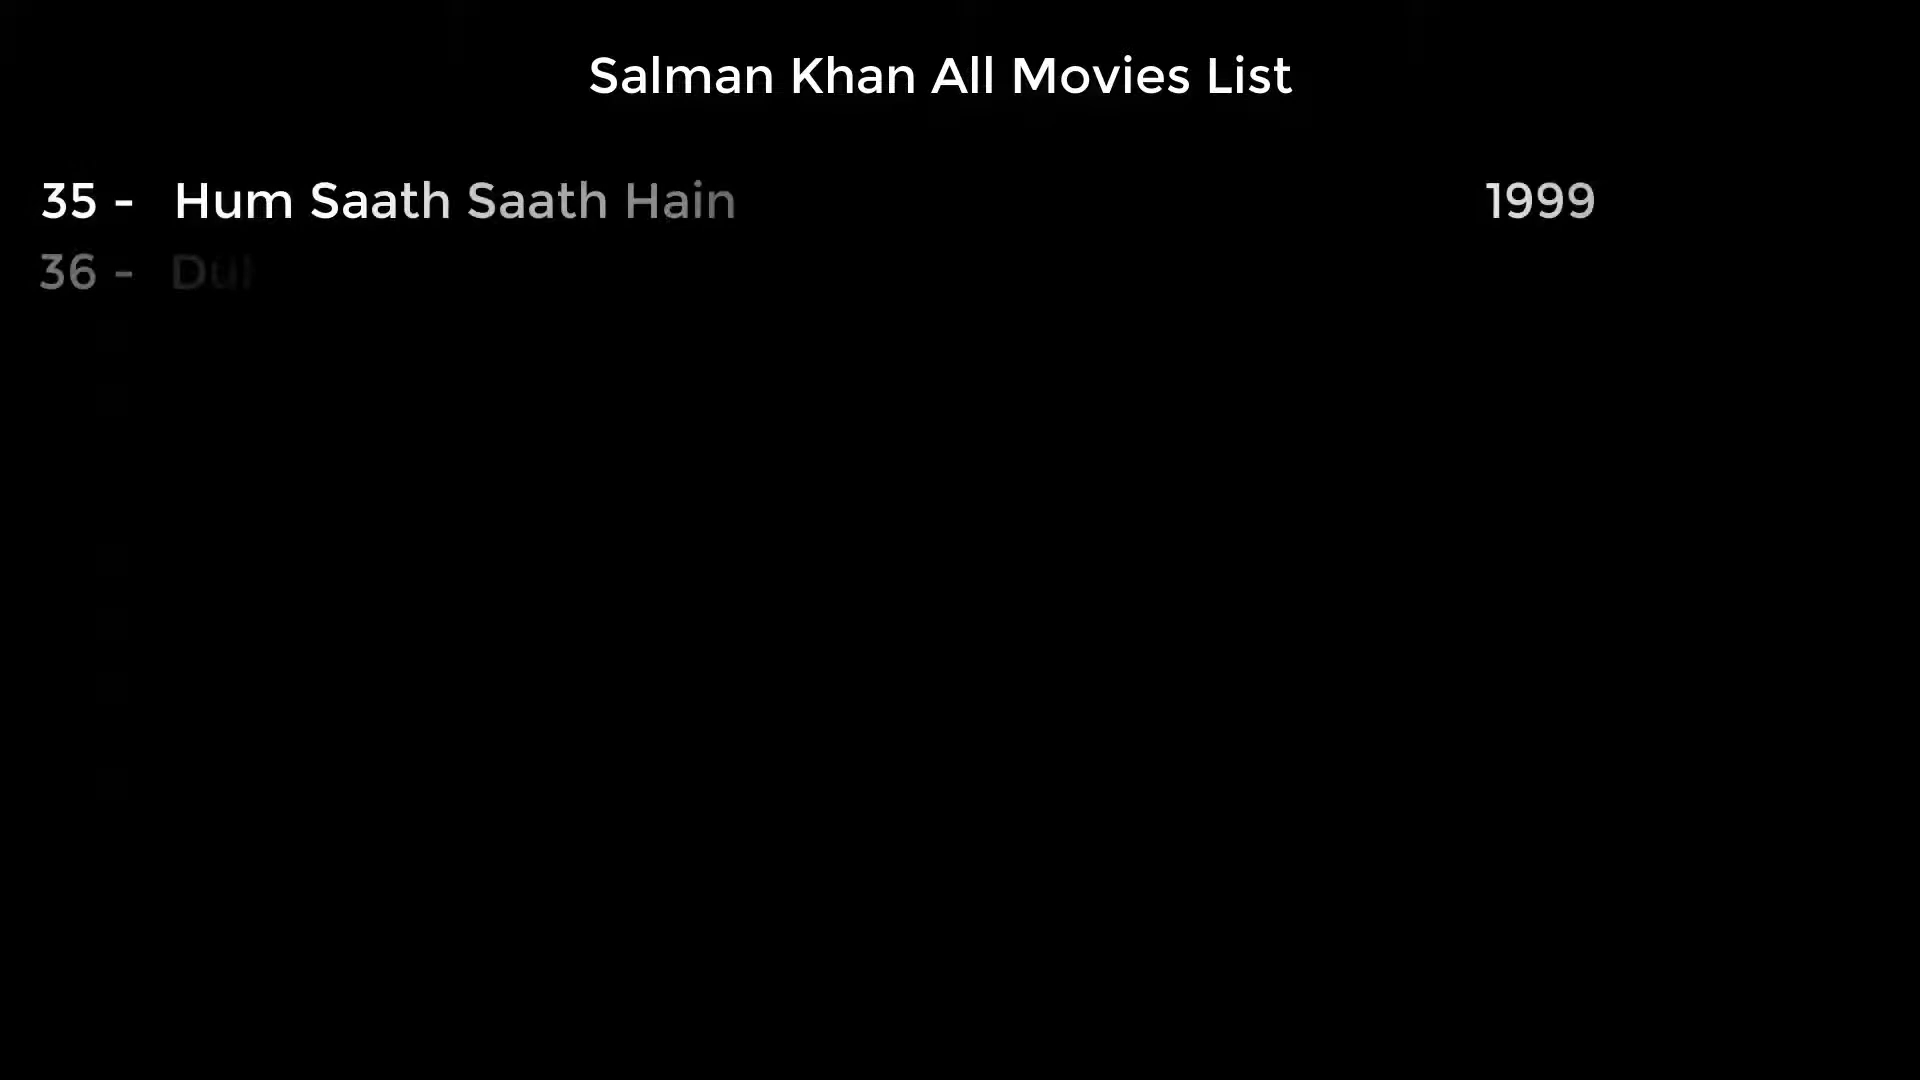 Salman Khan All Movies List
35 - Hum Saath Saath Hain 1999
36 -